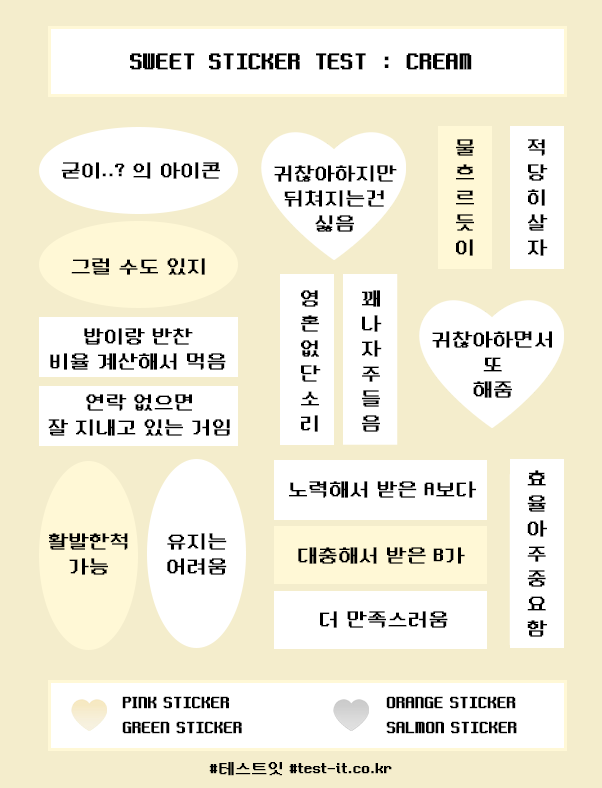 SWEET STICKER TEST : CREAM
굳이..? 의 아이콘
귀찮아하지만
뒤쳐지는건
싫음
물흐르듯이
적당히살자
그럴 수도 있지
영혼없단소리
꽤나자주들음
귀찮아하면서
또
해줌
밥이랑 반찬
비율 계산해서 먹음
연락 없으면
잘 지내고 있는 거임
활발한척
가능
유지는
어려움
노력해서 받은 A보다
대충해서 받은 B가
더 만족스러움
효율아주중요함
PINK STICKER
GREEN STICKER
ORANGE STICKER
SALMON STICKER
#테스트잇 #test-it.co.kr